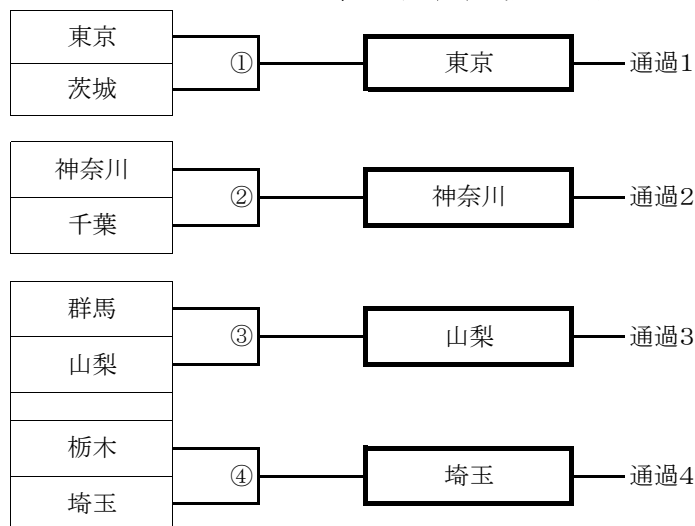 東京
茨城
①
東京
通過1
神奈川
千葉
②
神奈川
通過2
群馬
山梨
③
山梨
通過3
栃木
埼玉
④
埼玉
通過4